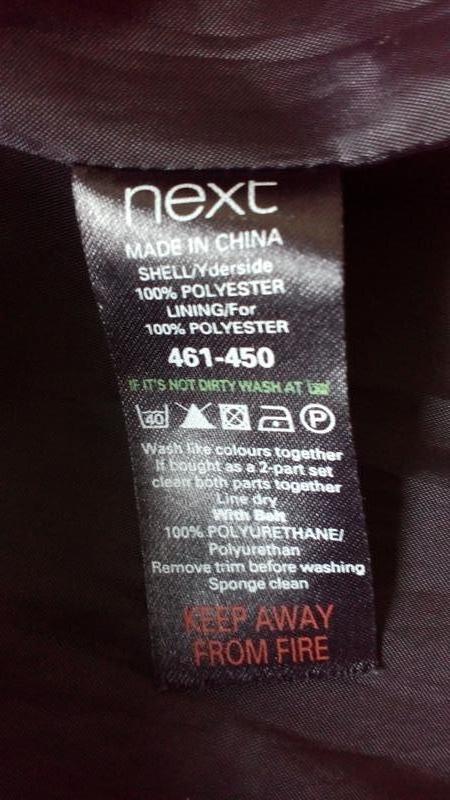 next
MADE IN CHINA
SHELL/Yderside
100% POLYESTER
LINING/For
100% POLYESTER
461-450
IF IT'S NOT DIRTY WASH AT
40 P
Wash like colours together
If bought as a 2-part set
clean both parts together
Line dry
With Belt
100% POLYURETHANE/
Polyurethan
Remove trim before washing
Sponge clean
KEEP AWAY
FROM FIRE